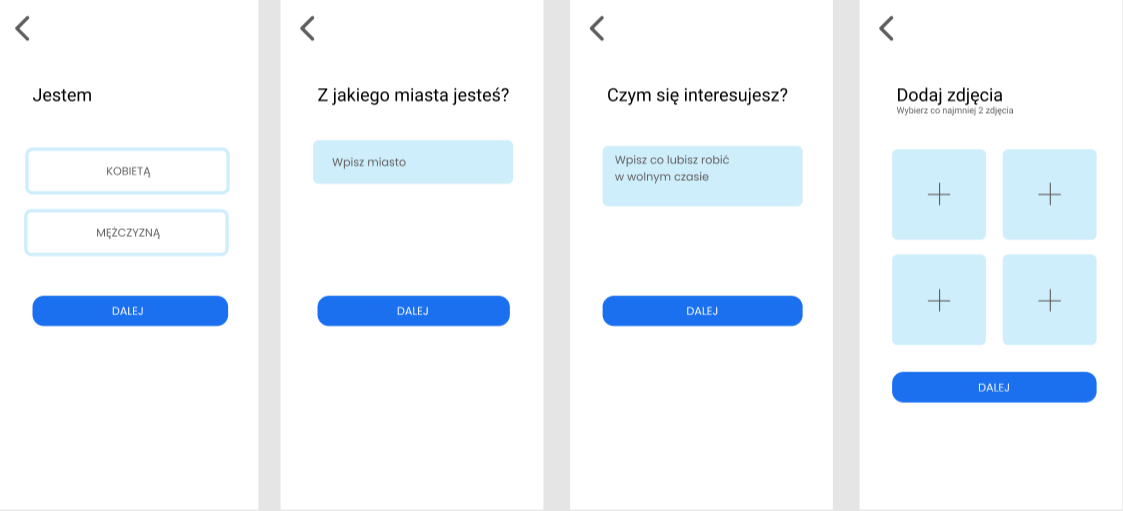 Jestem
KOBIETĄ
MĘŻCZYZNĄ
DALEJ
Z jakiego miasta jesteś?
Wpisz miasto
DALEJ
Czym się interesujesz?
Wpisz co lubisz robić
w wolnym czasie
DALEJ
Dodaj zdjęcia
Wybierz co najmniej 2 zdjęcia
DALEJ